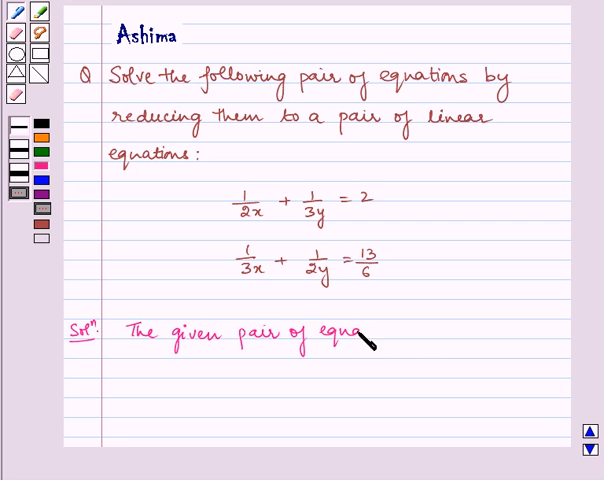 Ashima
Q Solve the following pair of equations by
reducing them to a pair of linear
equations:
1/2x + 1/3y = 2
1/3x + 1/2y = 13/6
Solⁿ. The given pair of equa